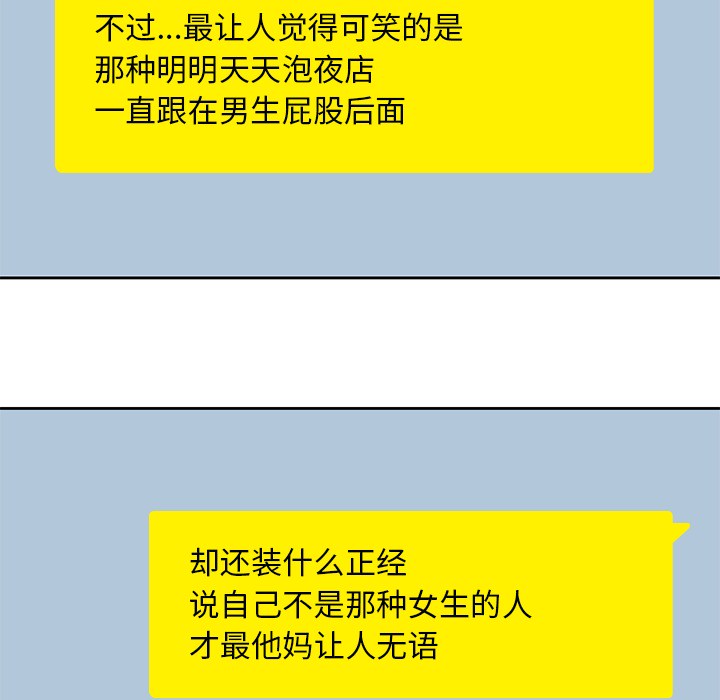 不过...最让人觉得可笑的是
那种明明天天泡夜店
一直跟在男生屁股后面
却还装什么正经
说自己不是那种女生的人
才最他妈让人无语